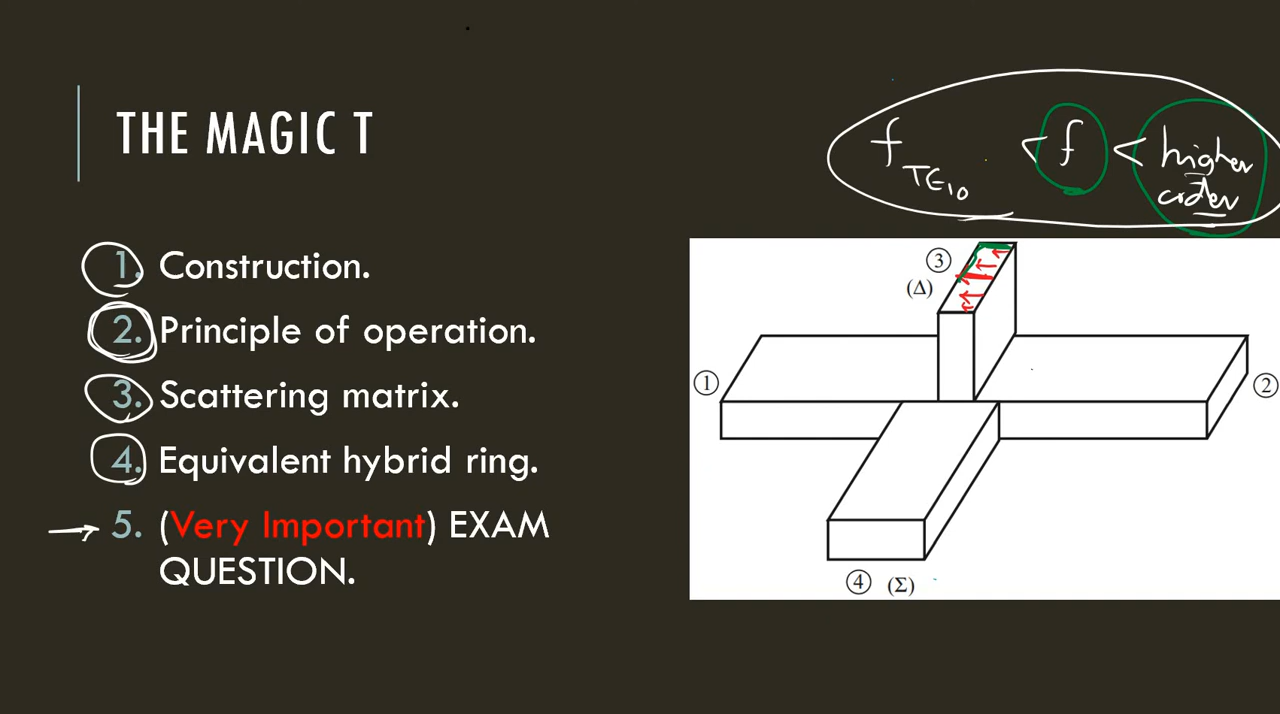 THE MAGIC T
f TE10 < f < higher
order
1. Construction.
2. Principle of operation.
3. Scattering matrix.
4. Equivalent hybrid ring.
5. (Very Important) EXAM
QUESTION.
③
(Δ)
①
②
④ (Σ)